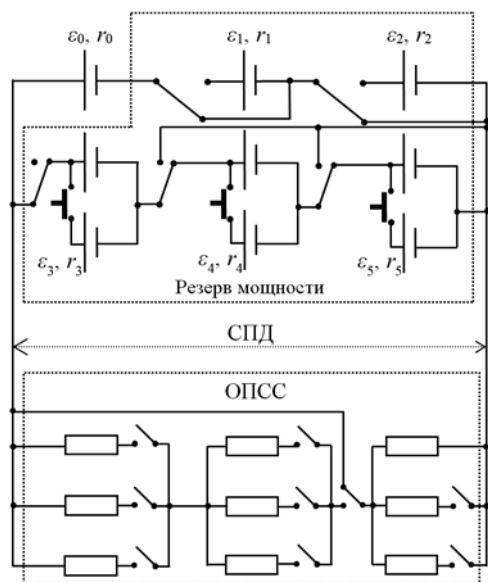 ε₀, r₀ ε₁, r₁ ε₂, r₂
ε₃, r₃ ε₄, r₄ ε₅, r₅
Резерв мощности
СПД
ОПСС